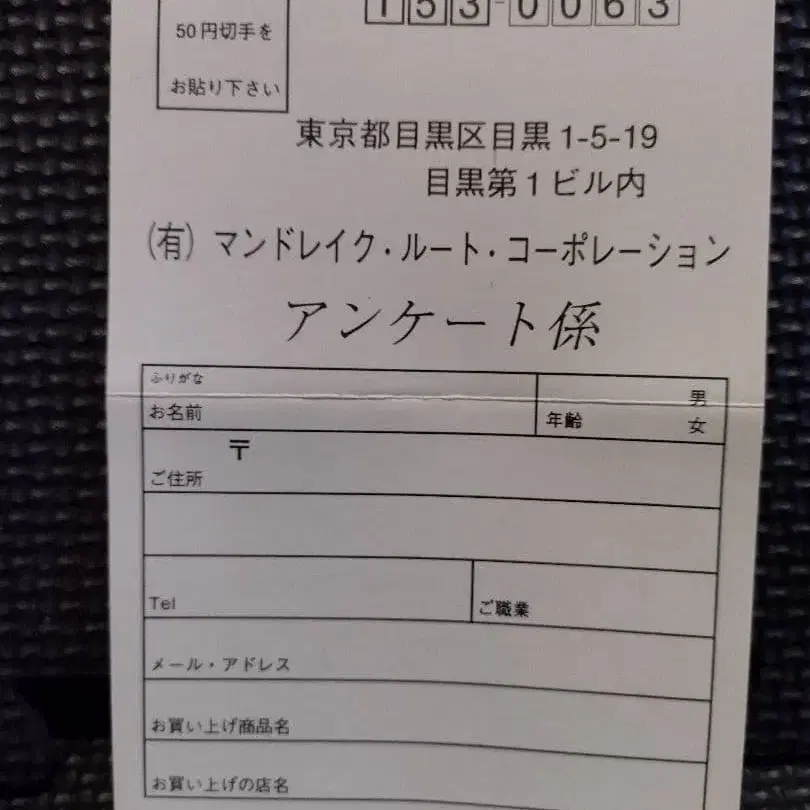 153-0063
50円切手を
お貼り下さい
東京都目黒区目黒1-5-19
目黒第1ビル内
(有) マンドレイク・ルート・コーポレーション
アンケート係
ふりがな
お名前
年齢
男
女
〒
ご住所
Tel
ご職業
メール・アドレス
お買い上げ商品名
お買い上げの店名